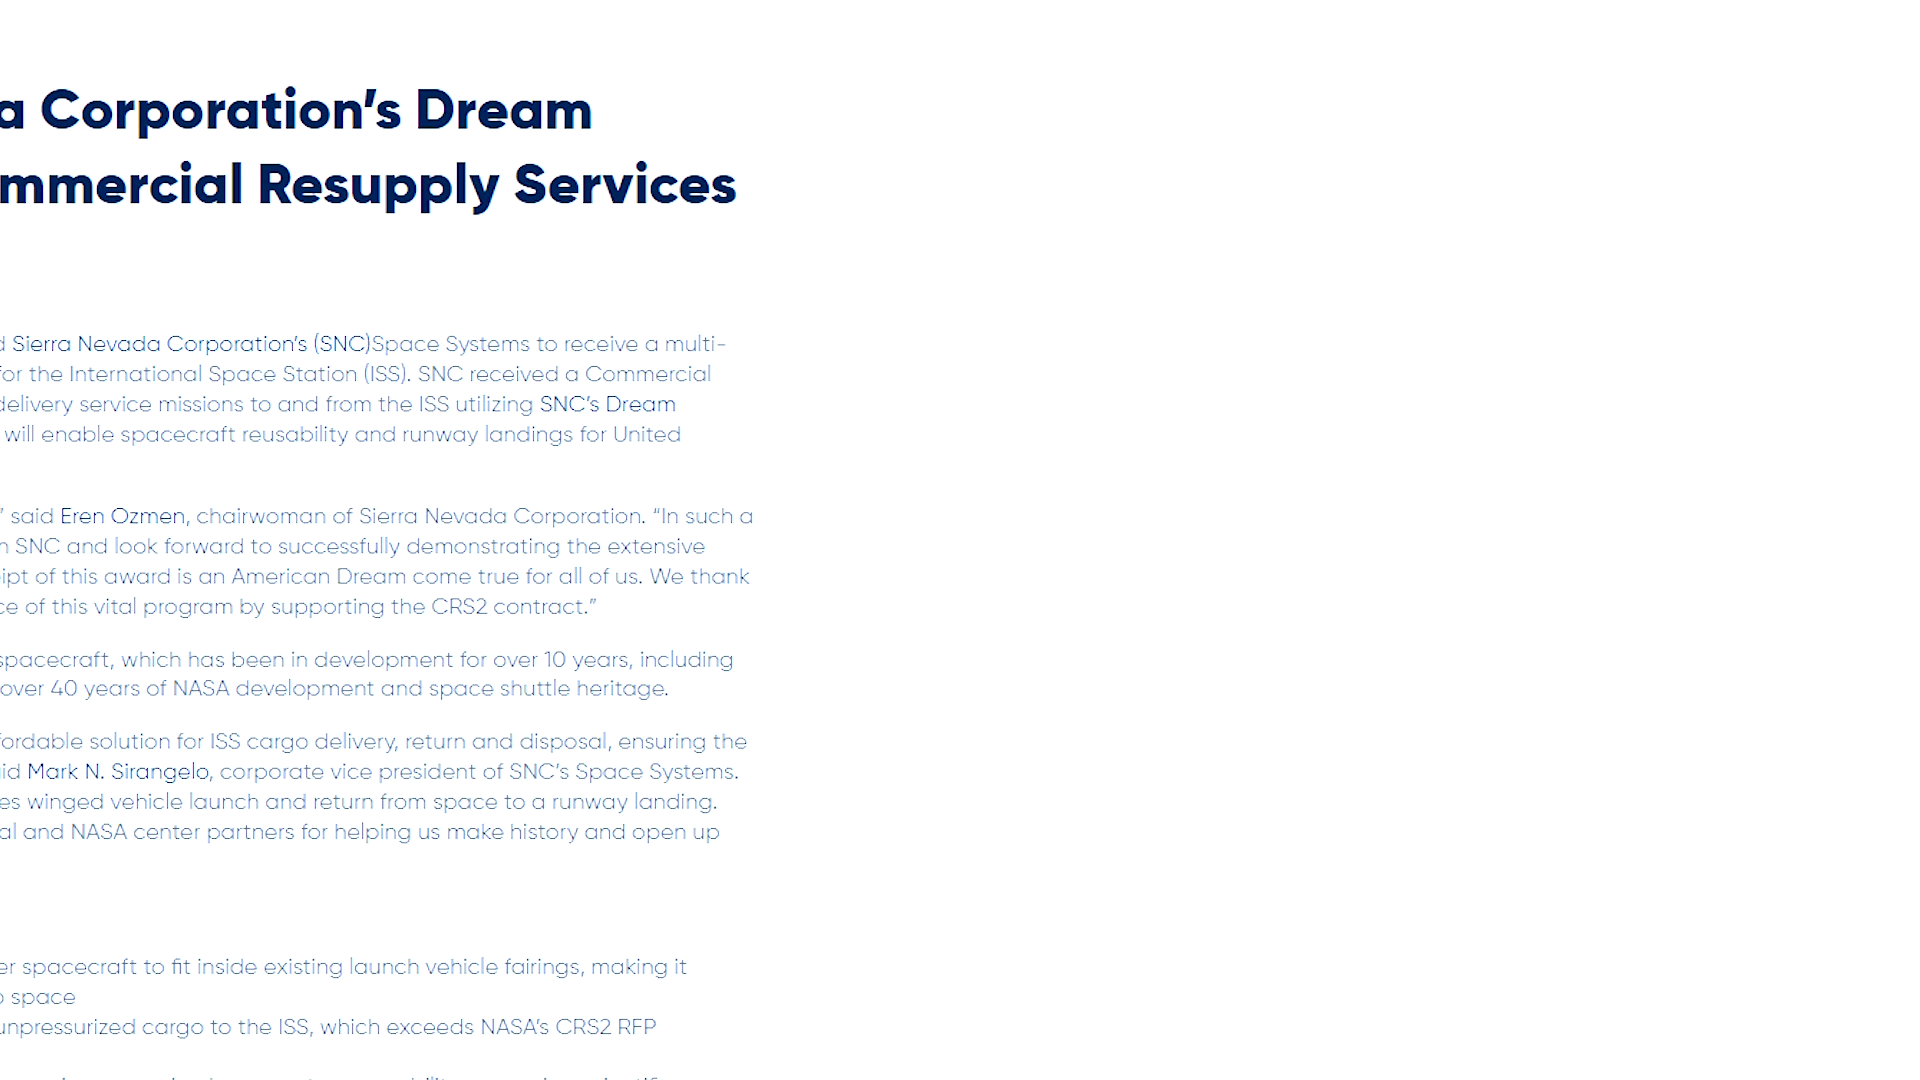 a Corporation’s Dream
mmercial Resupply Services
d Sierra Nevada Corporation’s (SNC)Space Systems to receive a multi-
for the International Space Station (ISS). SNC received a Commercial
delivery service missions to and from the ISS utilizing SNC’s Dream
will enable spacecraft reusability and runway landings for United
” said Eren Ozmen, chairwoman of Sierra Nevada Corporation. “In such a
n SNC and look forward to successfully demonstrating the extensive
ipt of this award is an American Dream come true for all of us. We thank
ce of this vital program by supporting the CRS2 contract.”
spacecraft, which has been in development for over 10 years, including
over 40 years of NASA development and space shuttle heritage.
fordable solution for ISS cargo delivery, return and disposal, ensuring the
id Mark N. Sirangelo, corporate vice president of SNC’s Space Systems.
es winged vehicle launch and return from space to a runway landing.
al and NASA center partners for helping us make history and open up
er spacecraft to fit inside existing launch vehicle fairings, making it
o space
unpressurized cargo to the ISS, which exceeds NASA’s CRS2 RFP